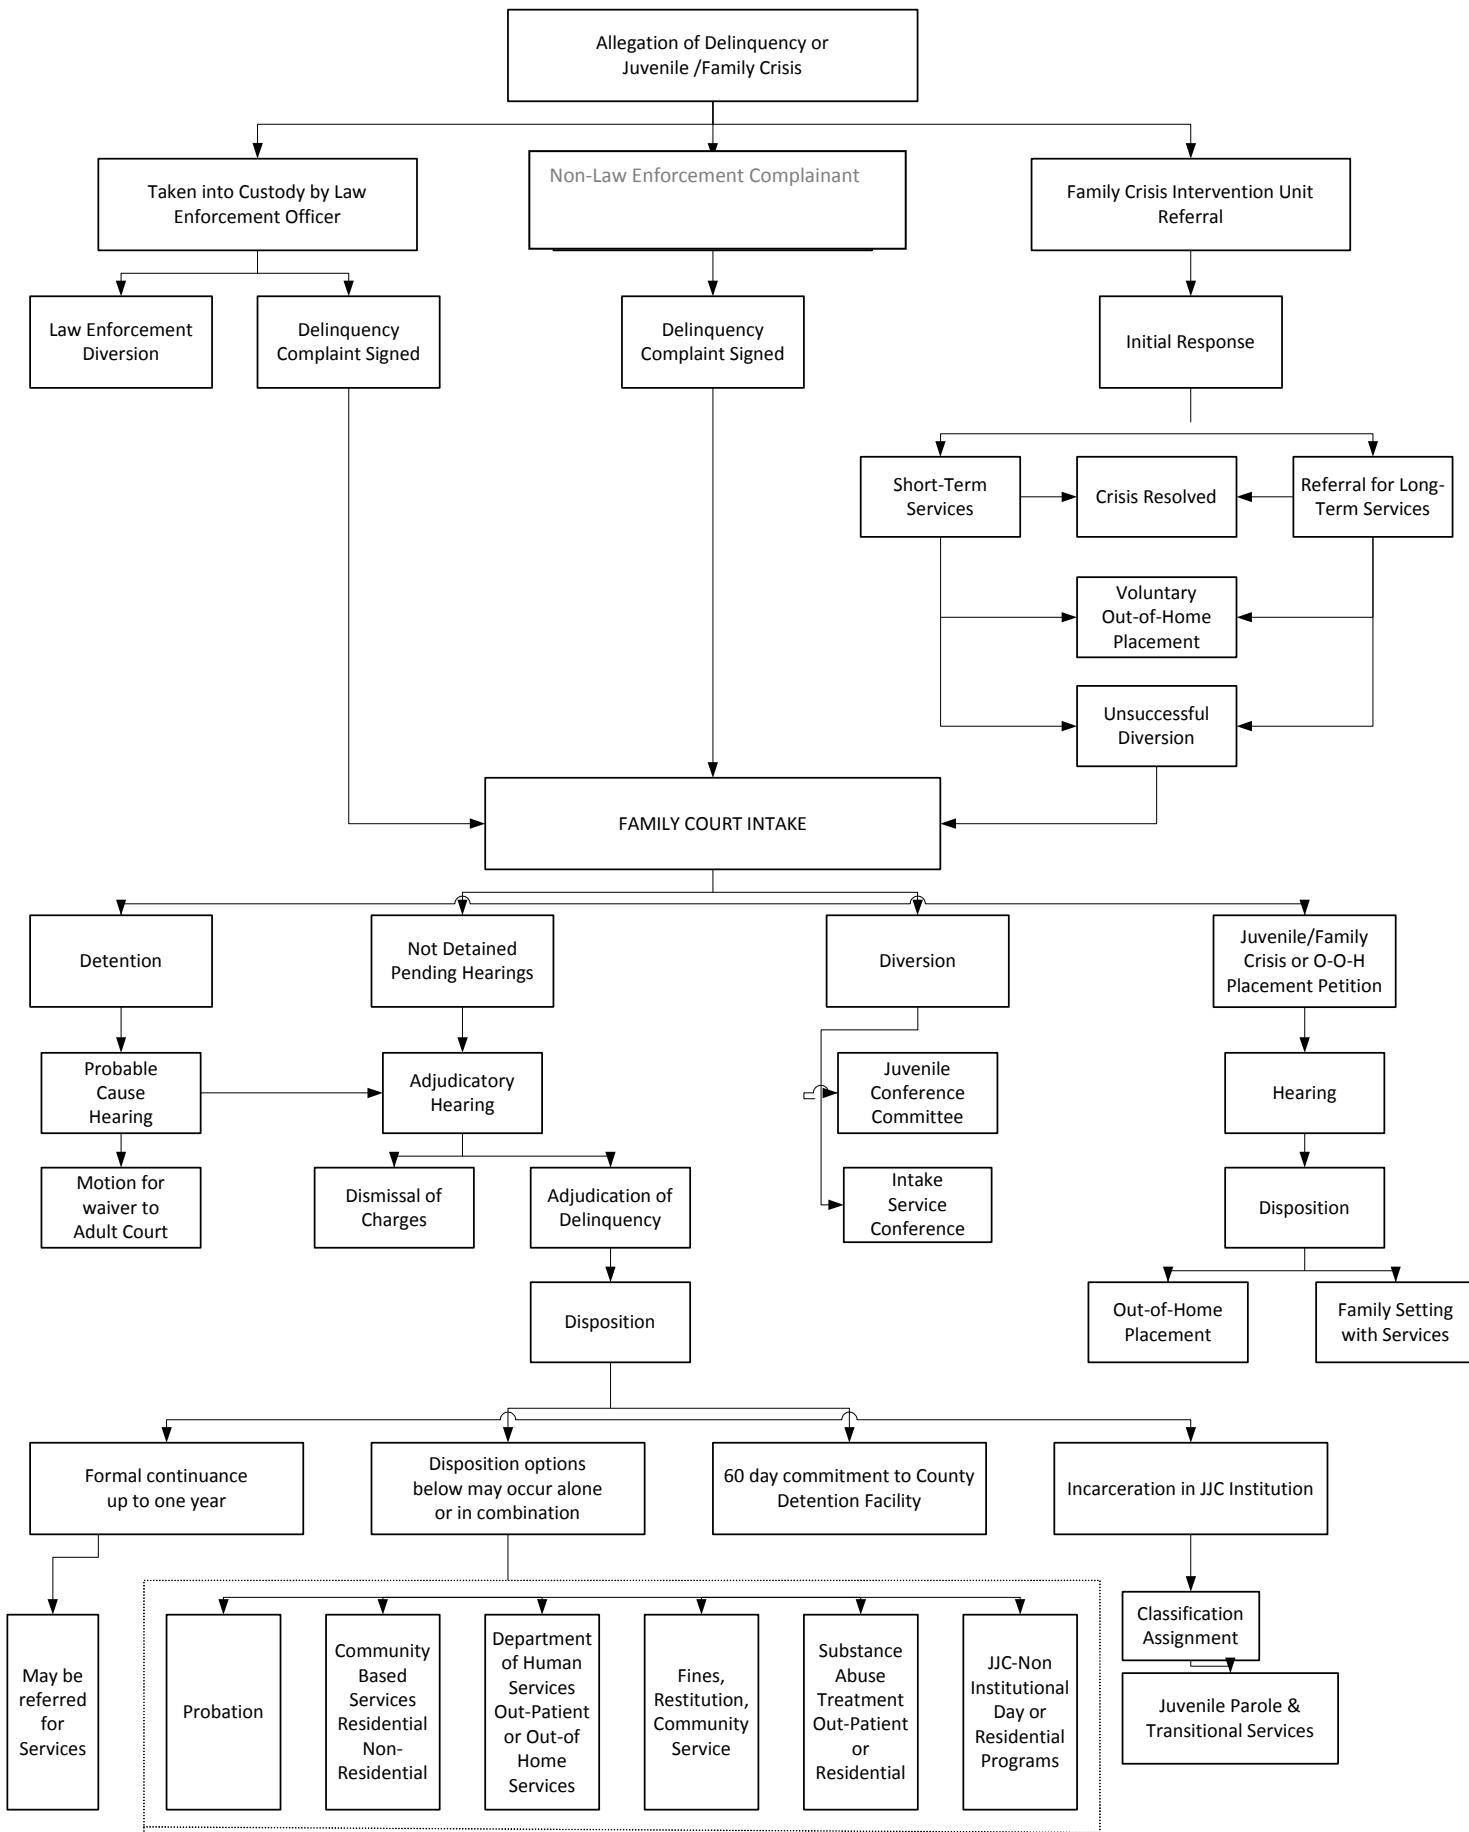 Allegation of Delinquency or
Juvenile /Family Crisis
Taken into Custody by Law
Enforcement Officer
Non-Law Enforcement Complainant
Family Crisis Intervention Unit
Referral
Law Enforcement
Diversion
Delinquency
Complaint Signed
Delinquency
Complaint Signed
Initial Response
Short-Term
Services
Crisis Resolved
Referral for Long-
Term Services
Voluntary
Out-of-Home
Placement
Unsuccessful
Diversion
FAMILY COURT INTAKE
Detention
Not Detained
Pending Hearings
Diversion
Juvenile/Family
Crisis or O-O-H
Placement Petition
Probable
Cause
Hearing
Adjudicatory
Hearing
Juvenile
Conference
Committee
Hearing
Motion for
waiver to
Adult Court
Dismissal of
Charges
Adjudication of
Delinquency
Intake
Service
Conference
Disposition
Disposition
Out-of-Home
Placement
Family Setting
with Services
Formal continuance
up to one year
Disposition options
below may occur alone
or in combination
60 day commitment to County
Detention Facility
Incarceration in JJC Institution
May be
referred
for
Services
Probation
Community
Based
Services
Residential
Non-
Residential
Department
of Human
Services
Out-Patient
or Out-of
Home
Services
Fines,
Restitution,
Community
Service
Substance
Abuse
Treatment
Out-Patient
or
Residential
JJC-Non
Institutional
Day or
Residential
Programs
Classification
Assignment
Juvenile Parole &
Transitional Services